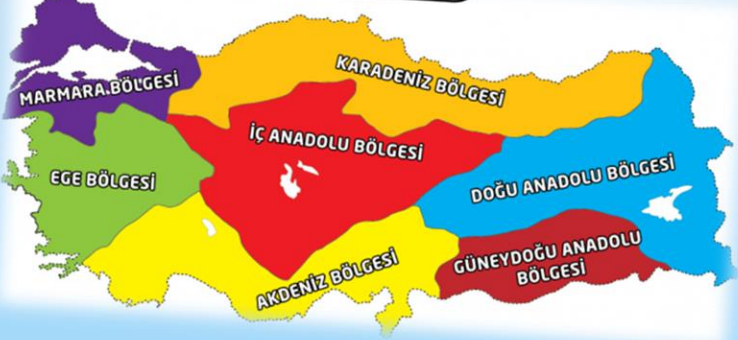 MARMARA.BÖLGESİ
KARADENİZ BÖLGESİ
İÇ ANADOLU BÖLGESİ
EGE BÖLGESİ
DOĞU ANADOLU BÖLGESİ
GÜNEYDOĞU ANADOLU
BÖLGESİ
AKDENİZ BÖLGESİ